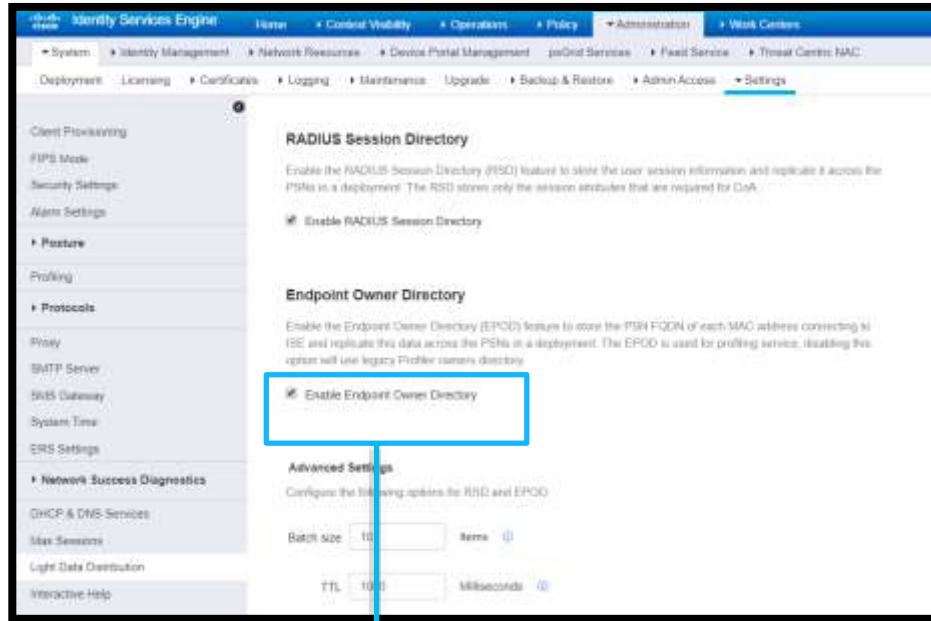 Identity Services Engine Home Context Visibility Operations Policy Administration Work Centers
System Identity Management Network Resources Device Portal Management pxGrid Services Feed Service Threat Centric NAC
Deployment Licensing Certificates Logging Maintenance Upgrade Backup & Restore Admin Access Settings
Client Provisioning
FIPS Mode
Security Settings
Alarm Settings
Posture
Profiling
Protocols
Proxy
SMTP Server
SMS Gateway
System Time
ERS Settings
Network Success Diagnostics
DHCP & DNS Services
Max Sessions
Light Data Distribution
Interactive Help
RADIUS Session Directory
Enable the RADIUS Session Directory (RSD) feature to store the user session information and replicate it across the
PSNs in a deployment. The RSD stores only the session attributes that are required for CoA.
Enable RADIUS Session Directory
Endpoint Owner Directory
Enable the Endpoint Owner Directory (EPOD) feature to store the PSN FQDN of each MAC address connecting to
ISE and replicate this data across the PSNs in a deployment. The EPOD is used for profiling service, disabling this
option will use legacy Profiler owners directory.
Enable Endpoint Owner Directory
Advanced Settings
Configure the following options for RSD and EPOD
Batch size 10 Items
TTL 1000 Milliseconds